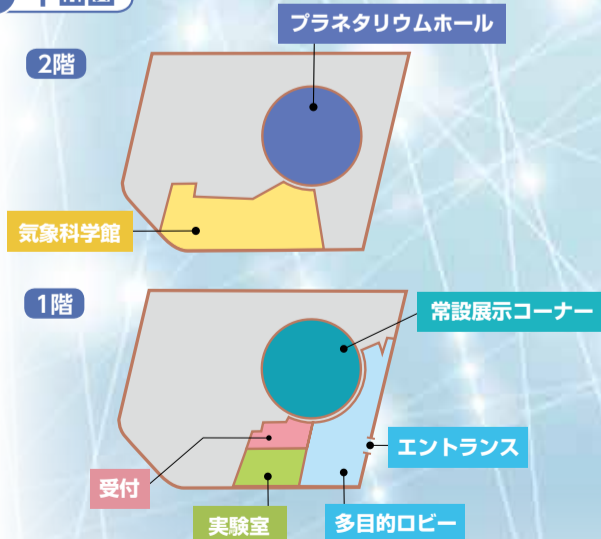 プラネタリウムホール
2階
気象科学館
1階
常設展示コーナー
エントランス
受付
実験室
多目的ロビー